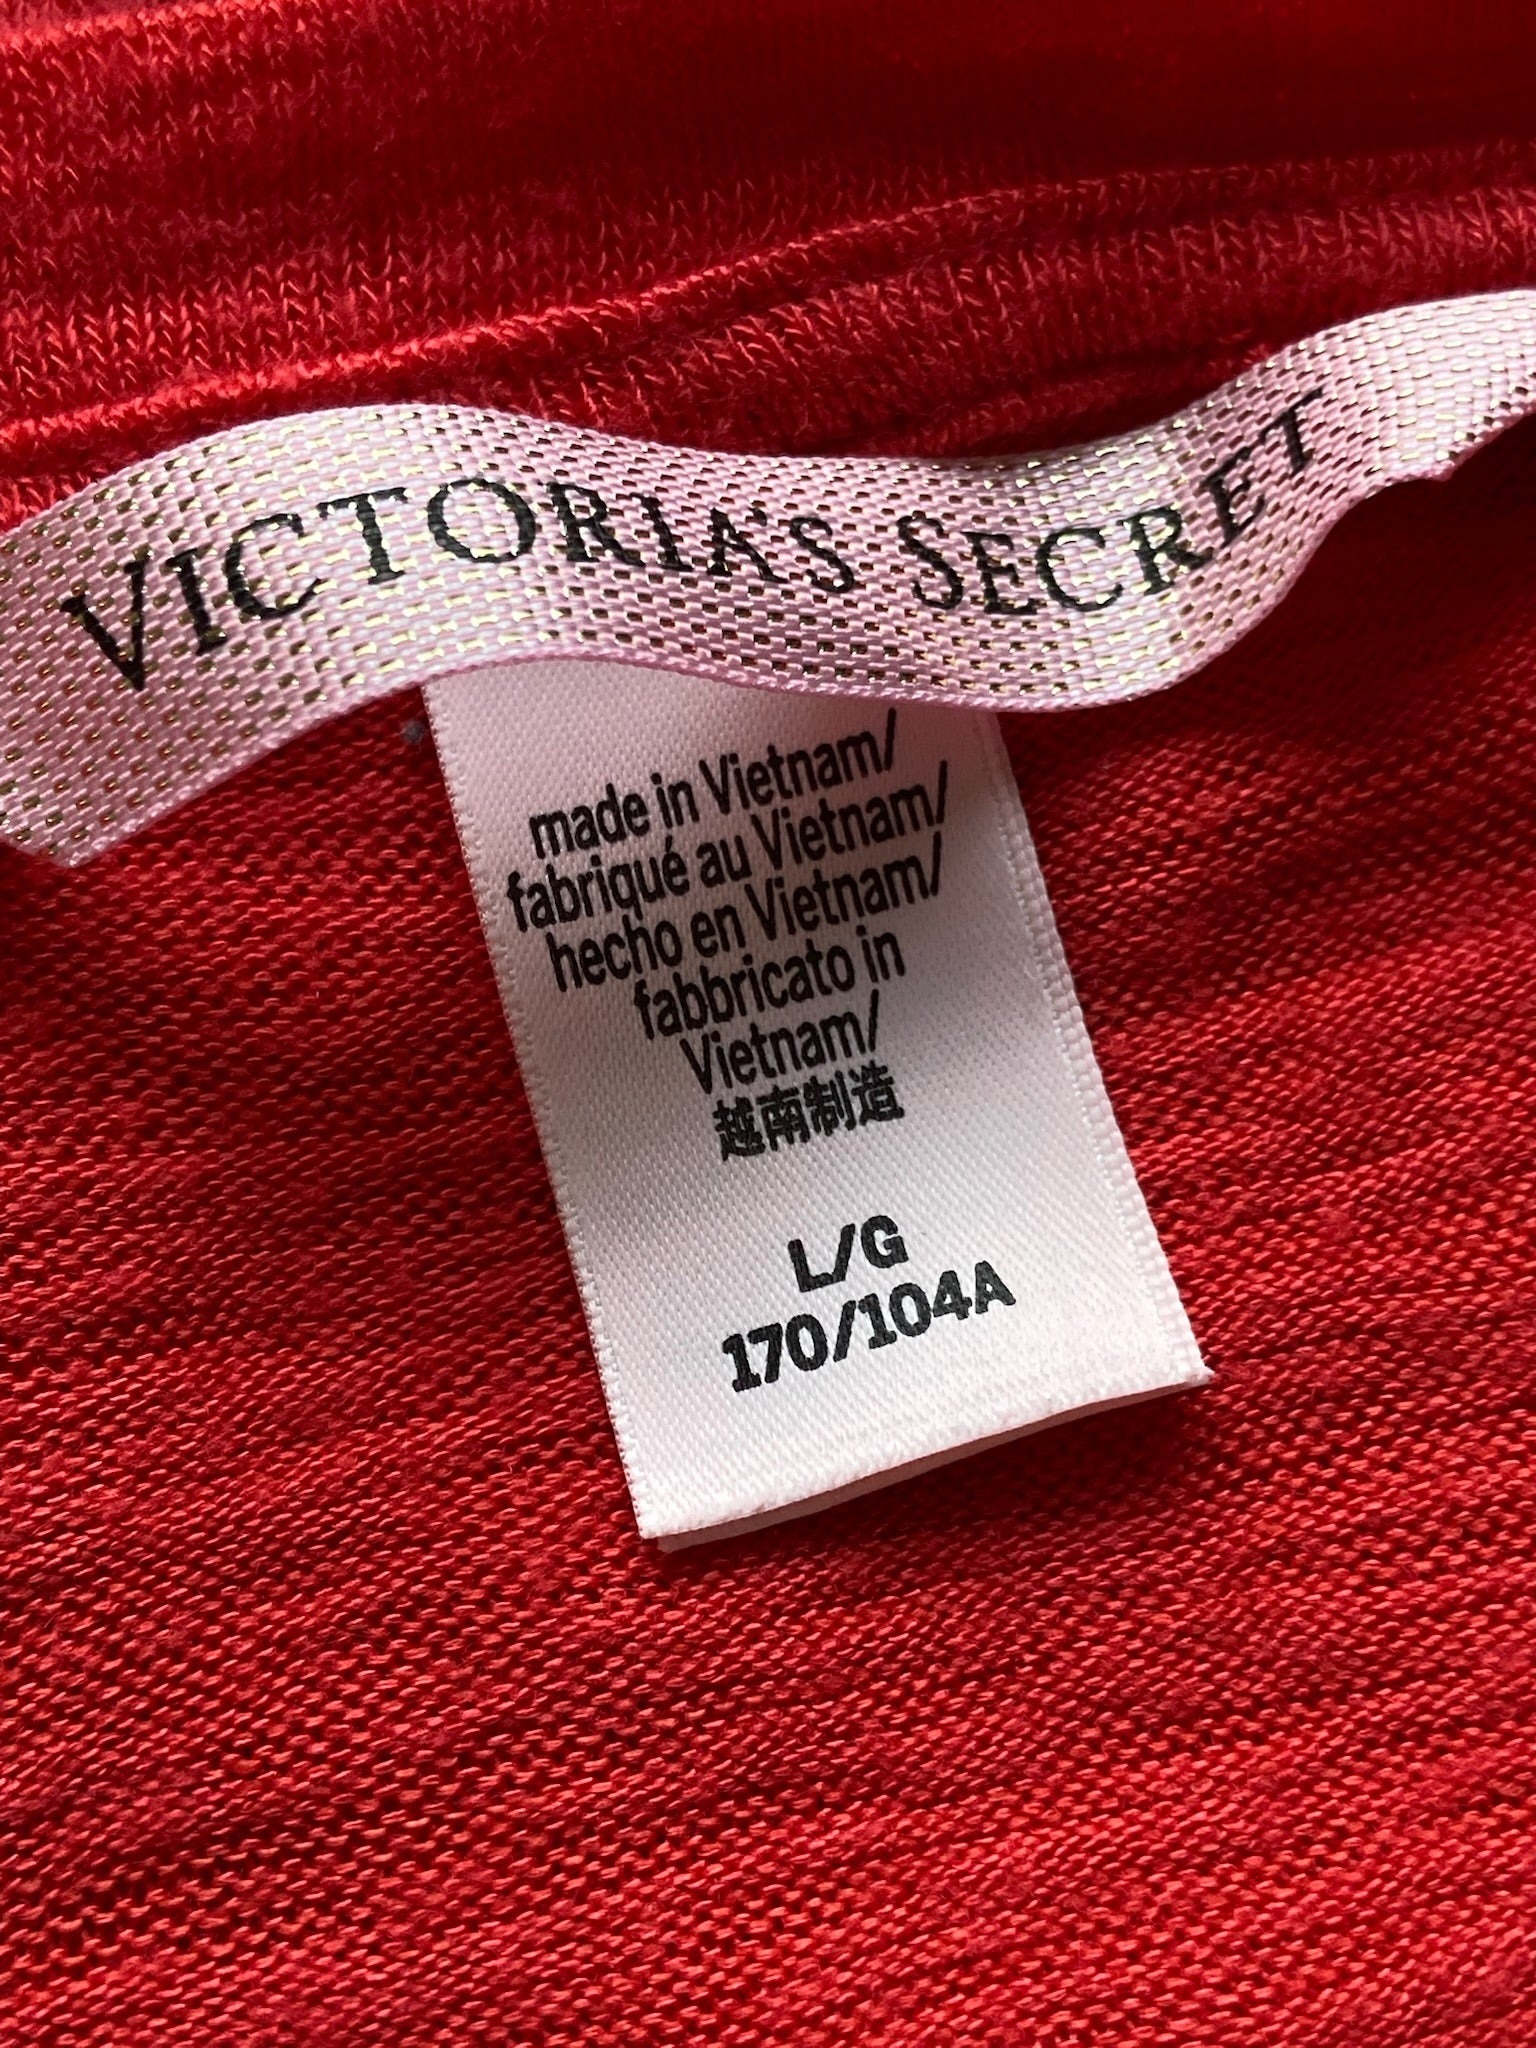 VICTORIA'S SECRET
made in Vietnam/
fabriqué au Vietnam/
hecho en Vietnam/
fabbricato in
Vietnam/
越南制造
L/G
170/104A